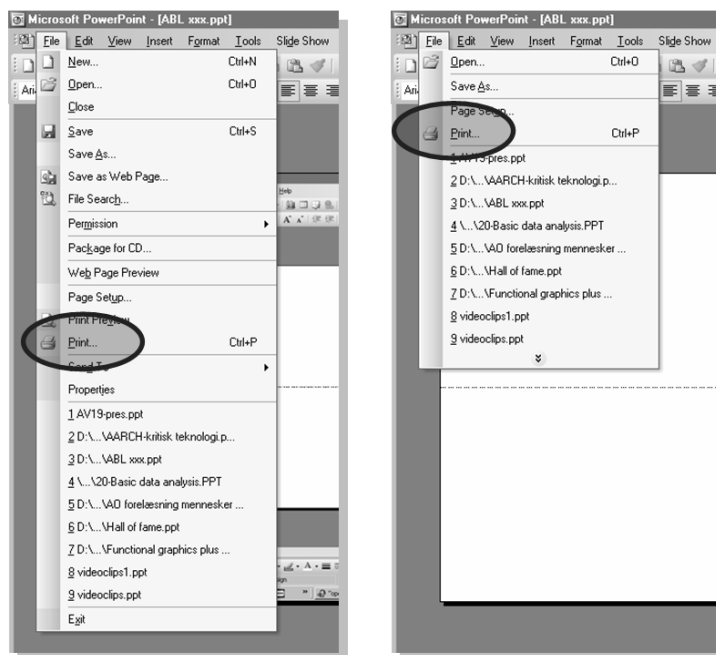 Microsoft PowerPoint - [ABL xxx.ppt]
File Edit View Insert Format Tools Slide Show
New... Ctrl+N
Open... Ctrl+O
Close
Save Ctrl+S
Save As...
Save as Web Page...
File Search...
Permission
Package for CD...
Web Page Preview
Page Setup...
Print Preview
Print... Ctrl+P
Send To
Properties
1 AV19-pres.ppt
2 D:\...\AARCH-kritisk teknologi.p...
3 D:\...\ABL xxx.ppt
4 \...\20-Basic data analysis.PPT
5 D:\...\AO forelæsning mennesker ...
6 D:\...\Hall of fame.ppt
7 D:\...\Functional graphics plus ...
8 videoclips1.ppt
9 videoclips.ppt
Exit
Ari
Help
Microsoft PowerPoint - [ABL xxx.ppt]
File Edit View Insert Format Tools Slide Show
Open... Ctrl+O
Save As...
Page Setup...
Print... Ctrl+P
1 AV19-pres.ppt
2 D:\...\AARCH-kritisk teknologi.p...
3 D:\...\ABL xxx.ppt
4 \...\20-Basic data analysis.PPT
5 D:\...\AO forelæsning mennesker ...
6 D:\...\Hall of fame.ppt
7 D:\...\Functional graphics plus ...
8 videoclips1.ppt
9 videoclips.ppt
Ari